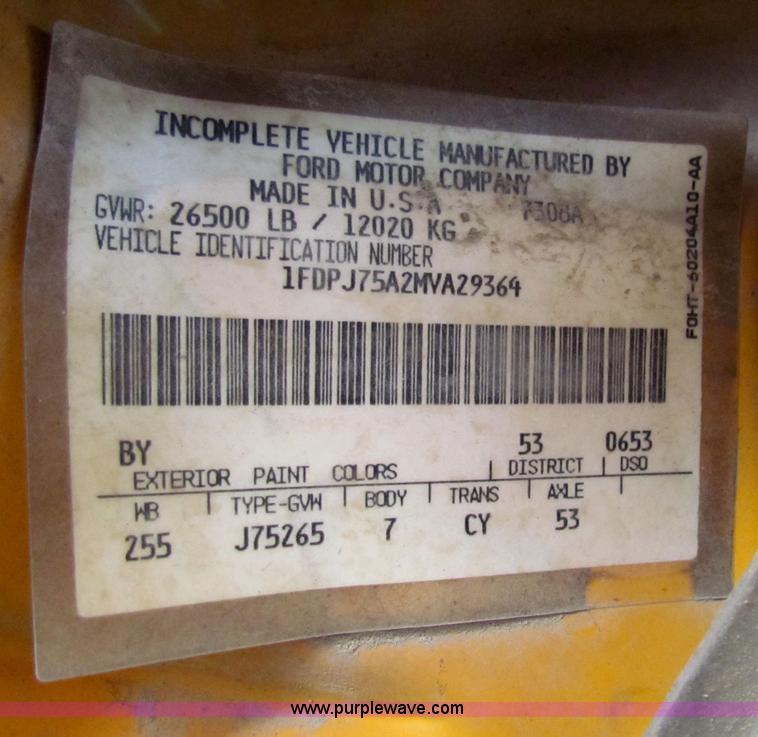 INCOMPLETE VEHICLE MANUFACTURED BY
FORD MOTOR COMPANY
MADE IN U.S.A 7308A
GVWR: 26500 LB / 12020 KG
VEHICLE IDENTIFICATION NUMBER
1FDPJ75A2MVA29364
F0HT-60204A10-AA
BY 53 0653
EXTERIOR PAINT COLORS DISTRICT DSO
WB TYPE-GVW BODY TRANS AXLE
255 J75265 7 CY 53
www.purplewave.com